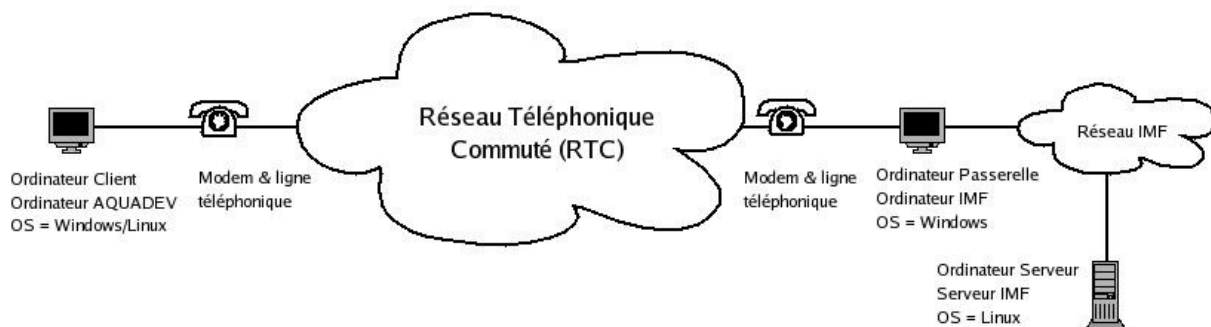 Réseau Téléphonique
Commuté (RTC)
Réseau IMF
Ordinateur Client
Ordinateur AQUADEV
OS = Windows/Linux
Modem & ligne
téléphonique
Modem & ligne
téléphonique
Ordinateur Passerelle
Ordinateur IMF
OS = Windows
Ordinateur Serveur
Serveur IMF
OS = Linux